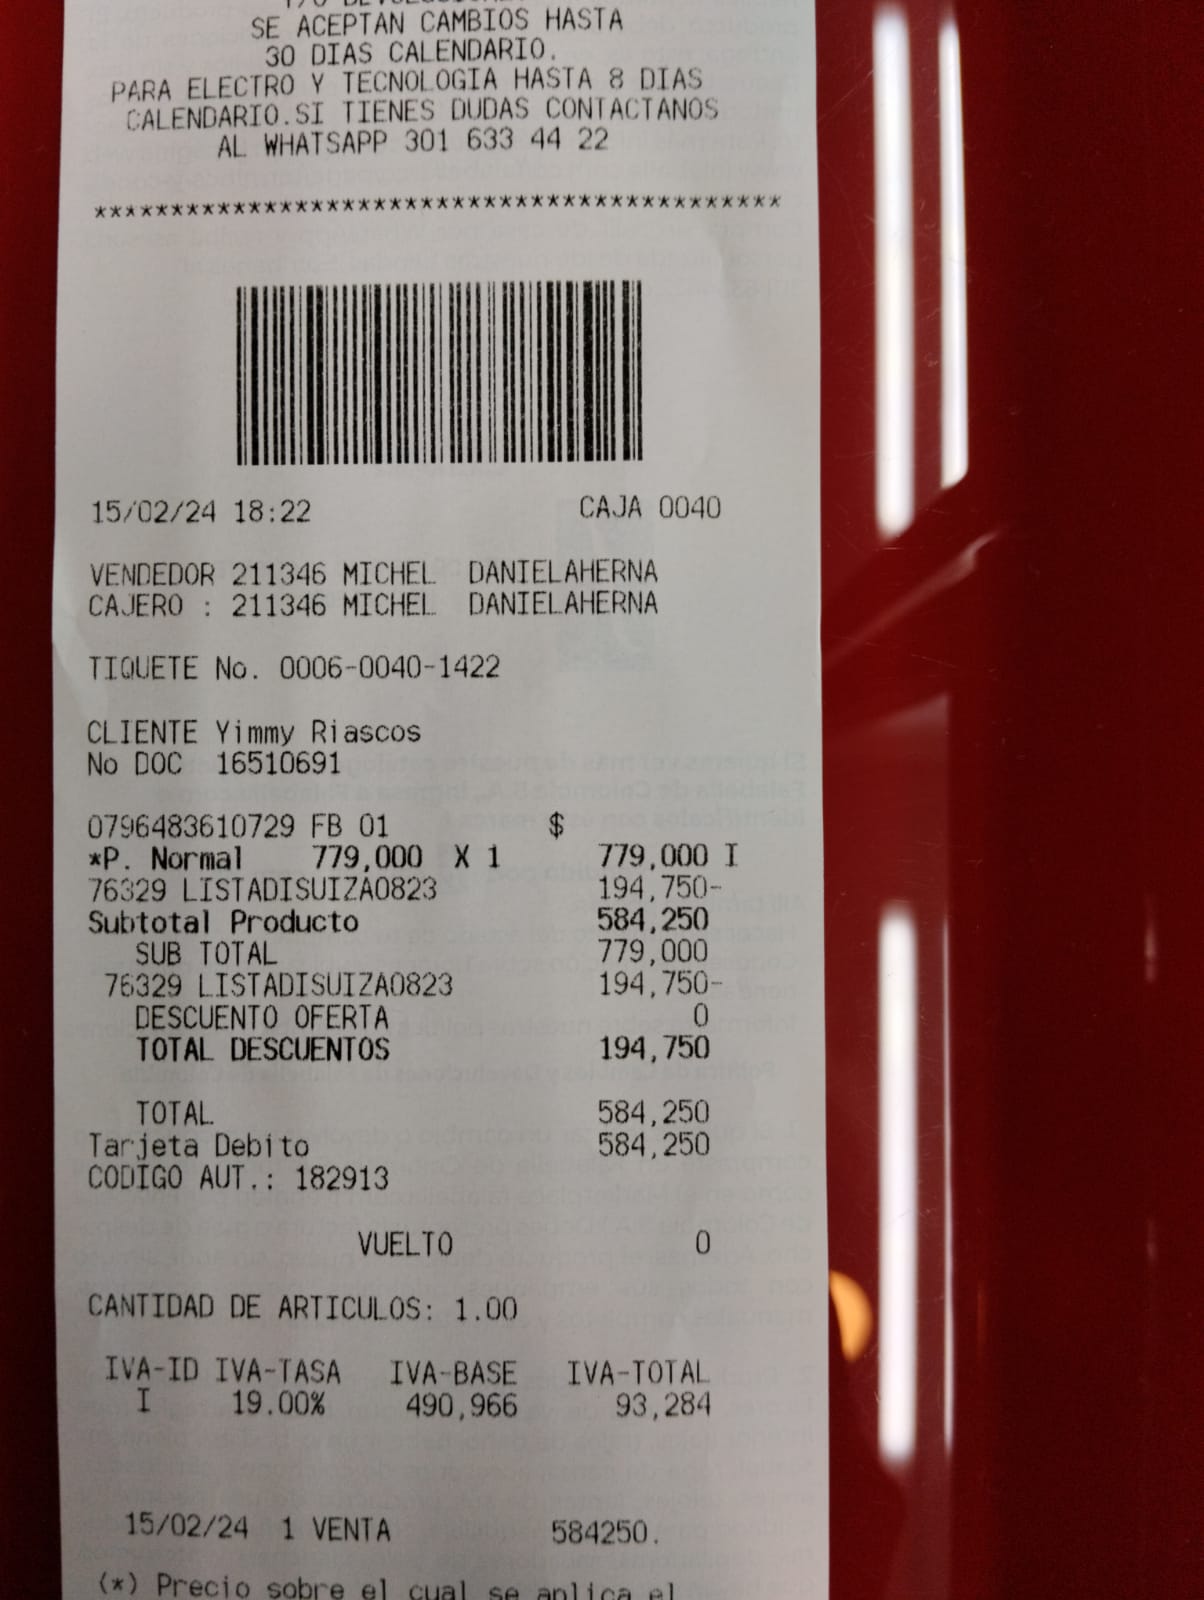 SE ACEPTAN CAMBIOS HASTA
30 DIAS CALENDARIO.
PARA ELECTRO Y TECNOLOGIA HASTA 8 DIAS
CALENDARIO.SI TIENES DUDAS CONTACTANOS
AL WHATSAPP 301 633 44 22
*********************************************
15/02/24 18:22 CAJA 0040
VENDEDOR 211346 MICHEL DANIELAHERNA
CAJERO : 211346 MICHEL DANIELAHERNA
TIQUETE No. 0006-0040-1422
CLIENTE Yimmy Riascos
No DOC 16510691
0796483610729 FB 01 $
*P. Normal 779,000 X 1 779,000 I
76329 LISTADISUIZA0823 194,750-
Subtotal Producto 584,250
SUB TOTAL 779,000
76329 LISTADISUIZA0823 194,750-
DESCUENTO OFERTA 0
TOTAL DESCUENTOS 194,750
TOTAL 584,250
Tarjeta Debito 584,250
CODIGO AUT.: 182913
VUELTO 0
CANTIDAD DE ARTICULOS: 1.00
IVA-ID IVA-TASA IVA-BASE IVA-TOTAL
I 19.00% 490,966 93,284
15/02/24 1 VENTA 584250.
(*) Precio sobre el cual se aplica el